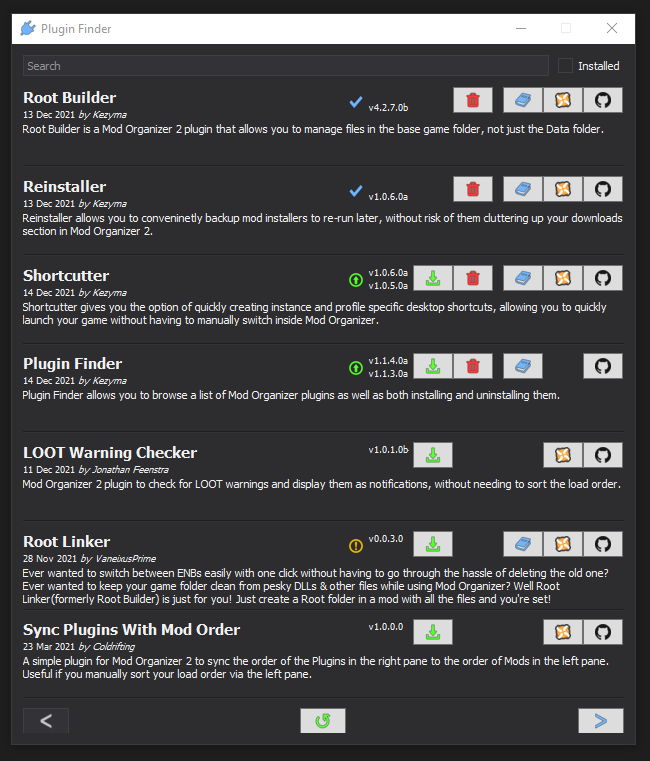 Plugin Finder
Search
Installed
Root Builder
v4.2.7.0b
13 Dec 2021 by Kezyma
Root Builder is a Mod Organizer 2 plugin that allows you to manage files in the base game folder, not just the Data folder.
Reinstaller
v1.0.6.0a
13 Dec 2021 by Kezyma
Reinstaller allows you to conveninetly backup mod installers to re-run later, without risk of them cluttering up your downloads
section in Mod Organizer 2.
Shortcutter
v1.0.6.0a
v1.0.5.0a
14 Dec 2021 by Kezyma
Shortcutter gives you the option of quickly creating instance and profile specific desktop shortcuts, allowing you to quickly
launch your game without having to manually switch inside Mod Organizer.
Plugin Finder
v1.1.4.0a
v1.1.3.0a
14 Dec 2021 by Kezyma
Plugin Finder allows you to browse a list of Mod Organizer plugins as well as both installing and uninstalling them.
LOOT Warning Checker
v1.0.1.0b
11 Dec 2021 by Jonathan Feenstra
Mod Organizer 2 plugin to check for LOOT warnings and display them as notifications, without needing to sort the load order.
Root Linker
v0.0.3.0
28 Nov 2021 by VaneixusPrime
Ever wanted to switch between ENBs easily with one click without having to go through the hassle of deleting the old one?
Ever wanted to keep your game folder clean from pesky DLLs & other files while using Mod Organizer? Well Root
Linker(formerly Root Builder) is just for you! Just create a Root folder in a mod with all the files and you're set!
Sync Plugins With Mod Order
v1.0.0.0
23 Mar 2021 by Coldrifting
A simple plugin for Mod Organizer 2 to sync the order of the Plugins in the right pane to the order of Mods in the left pane.
Useful if you manually sort your load order via the left pane.